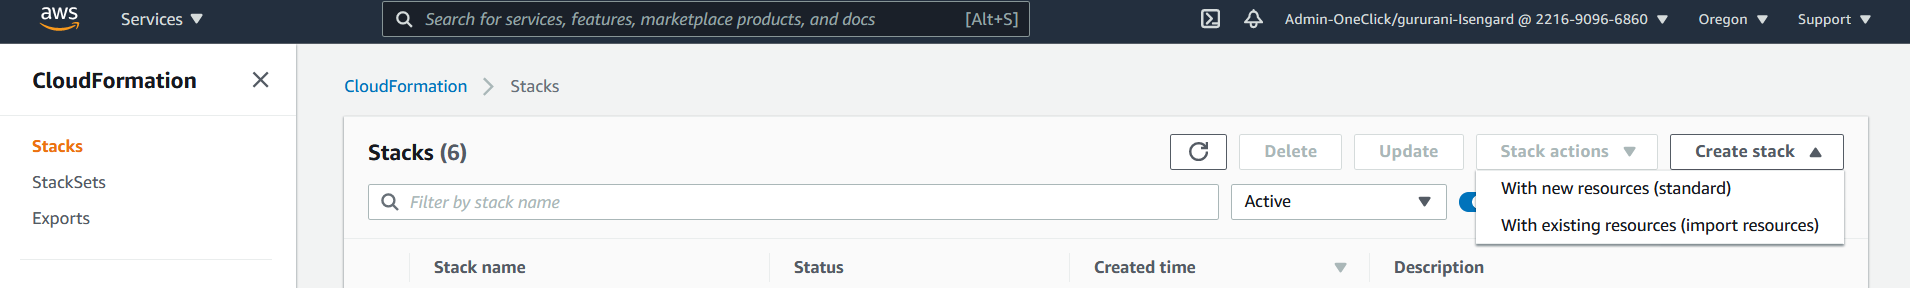 aws
Services
Search for services, features, marketplace products, and docs [Alt+S]
Admin-OneClick/gururani-Isengard @ 2216-9096-6860
Oregon
Support
CloudFormation
Stacks
StackSets
Exports
CloudFormation > Stacks
Stacks (6)
Delete
Update
Stack actions
Create stack
With new resources (standard)
With existing resources (import resources)
Filter by stack name
Active
Stack name
Status
Created time
Description